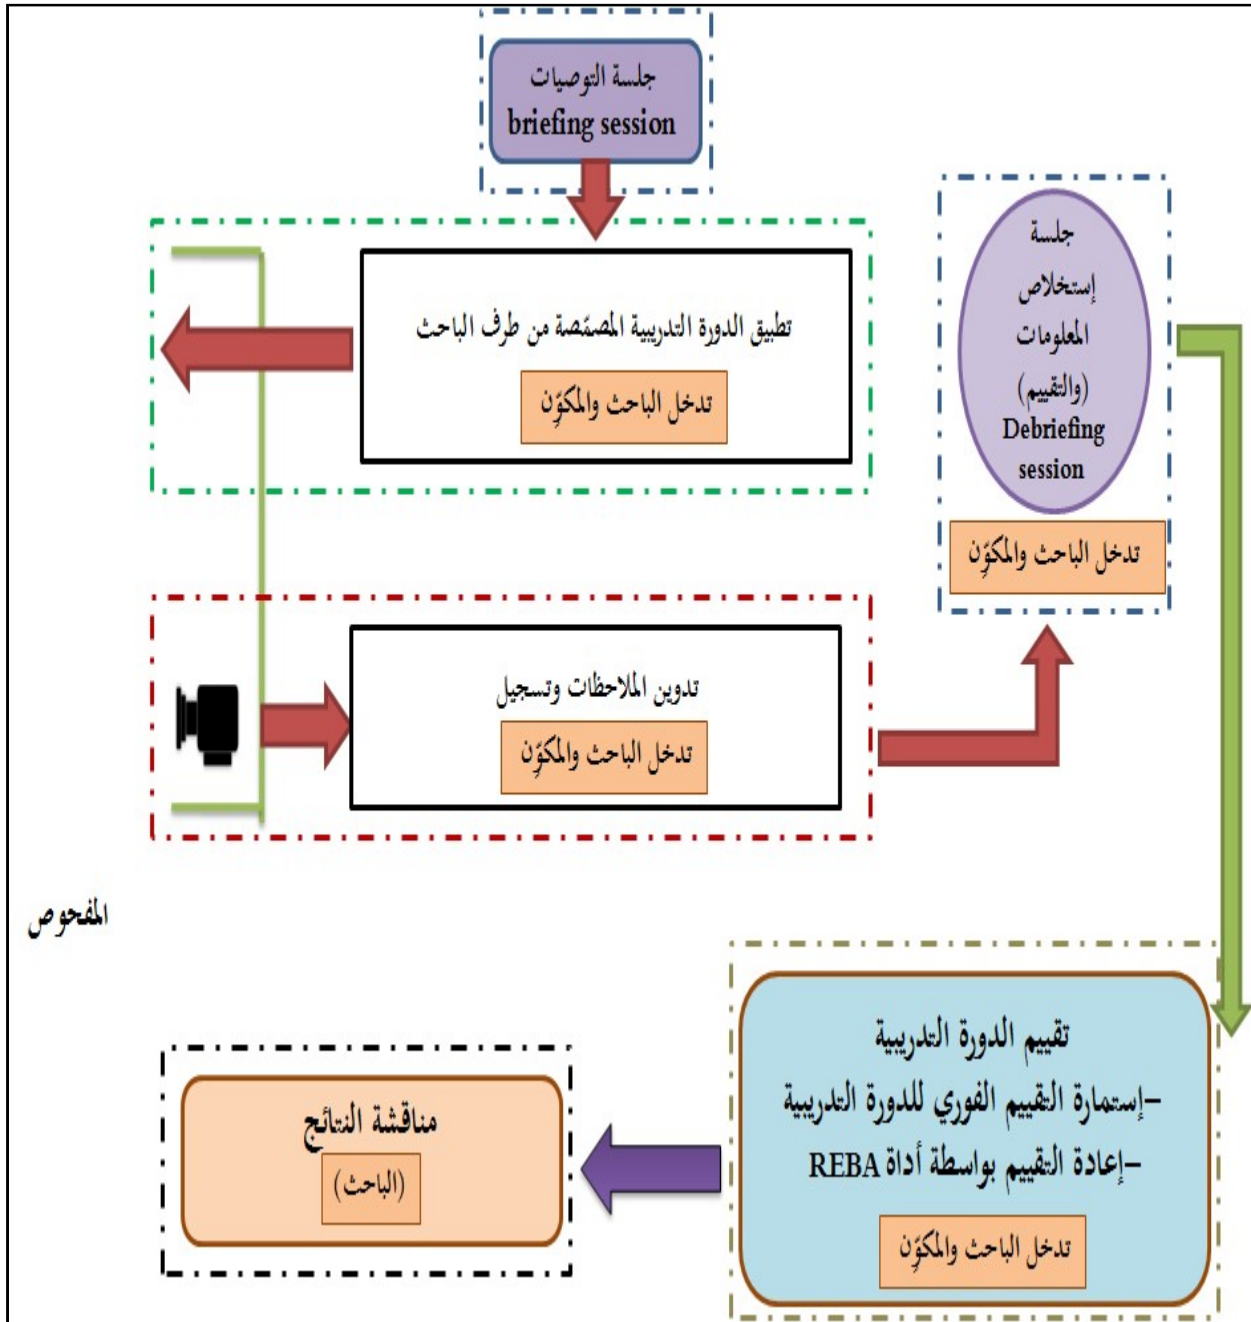 جلسة التوصيات
briefing session
تطبيق الدورة التدريبية المصمّصة من طرف الباحث
تدخل الباحث والمكوِّن
جلسة
إستخلاص
المعلومات
(والتقييم)
Debriefing
session
تدخل الباحث والمكوِّن
تدوين الملاحظات وتسجيل
تدخل الباحث والمكوِّن
المفحوص
تقييم الدورة التدريبية
-إستمارة التقييم الفوري للدورة التدريبية
-إعادة التقييم بواسطة أداة REBA
تدخل الباحث والمكوِّن
مناقشة النتائج
(الباحث)